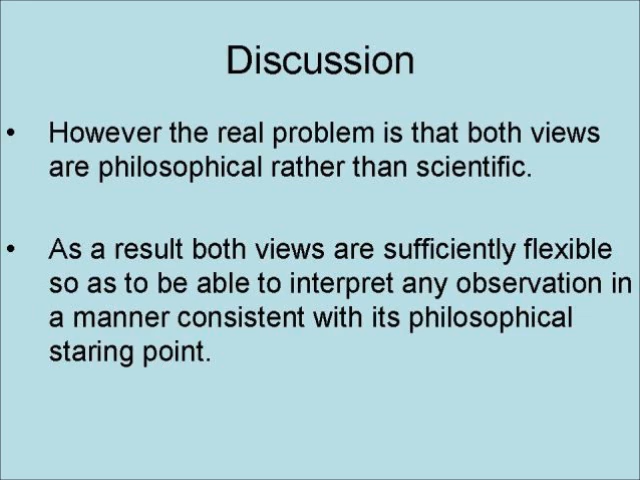 Discussion
• However the real problem is that both views
are philosophical rather than scientific.
• As a result both views are sufficiently flexible
so as to be able to interpret any observation in
a manner consistent with its philosophical
staring point.